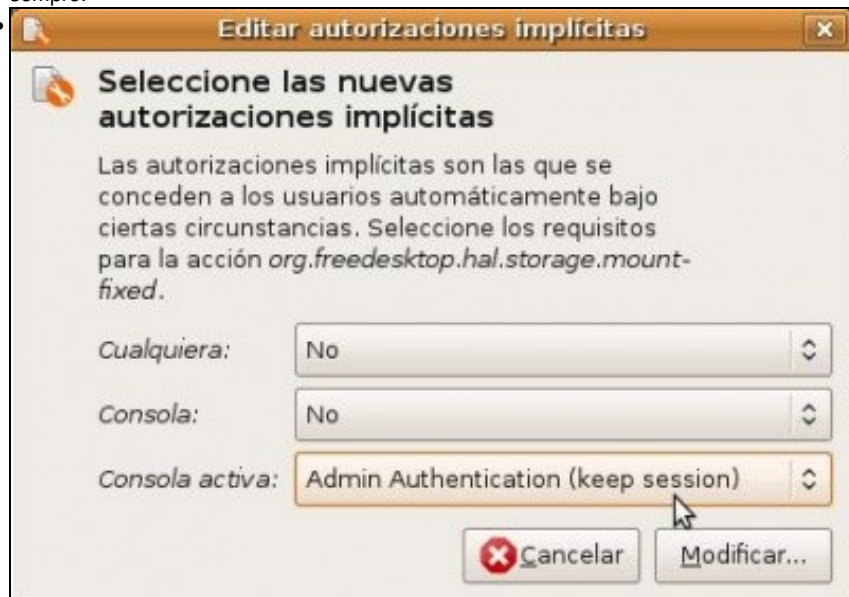 Editar autorizaciones implícitas
Seleccione las nuevas
autorizaciones implícitas
Las autorizaciones implícitas son las que se
conceden a los usuarios automáticamente bajo
ciertas circunstancias. Seleccione los requisitos
para la acción org.freedesktop.hal.storage.mount-
fixed.
Cualquiera: No
Consola: No
Consola activa: Admin Authentication (keep session)
Cancelar Modificar...